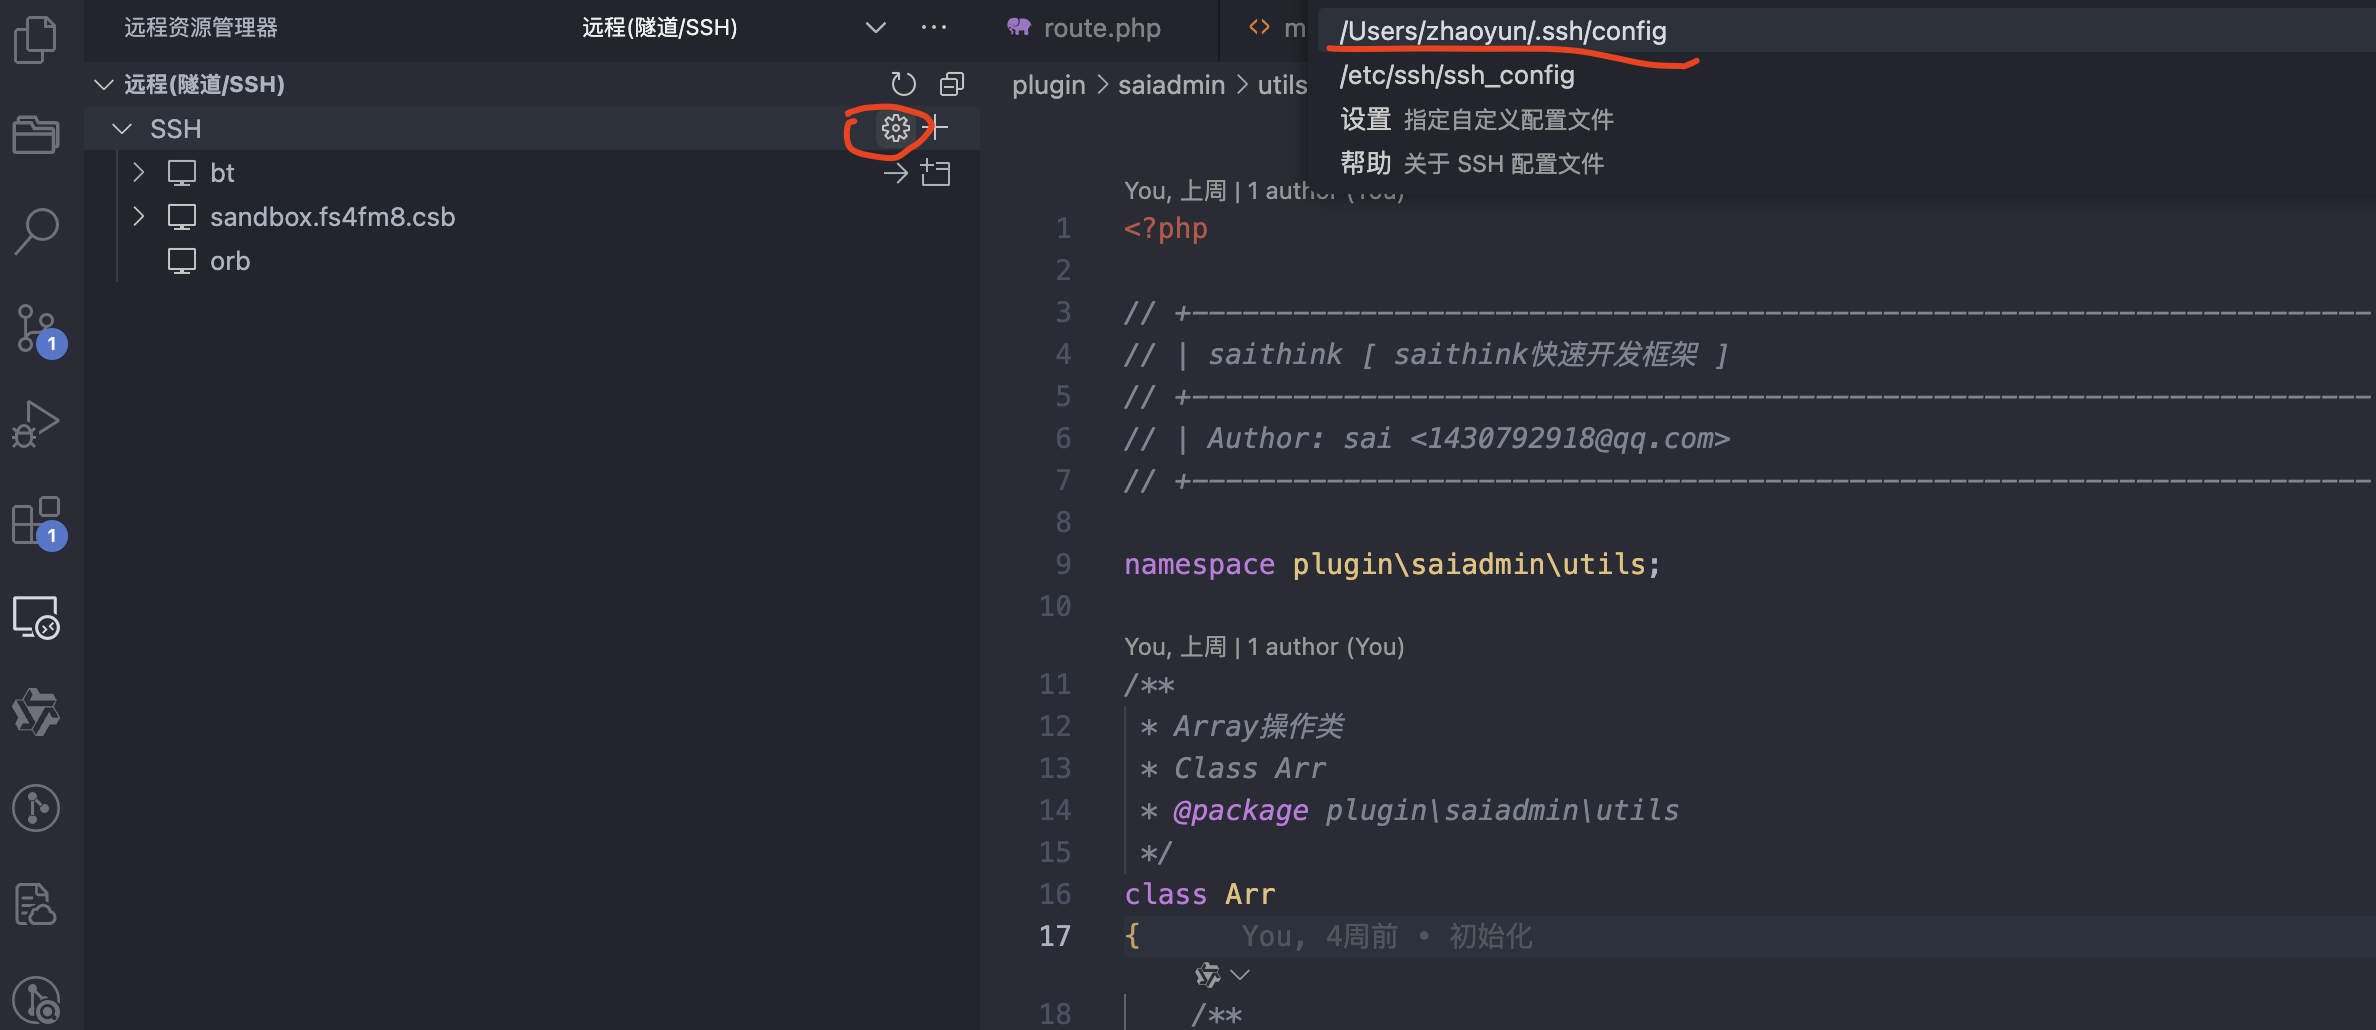 远程资源管理器
远程(隧道/SSH)
远程(隧道/SSH)
SSH
bt
sandbox.fs4fm8.csb
orb
1
1
route.php
m
plugin > saiadmin > utils
/Users/zhaoyun/.ssh/config
/etc/ssh/ssh_config
设置 指定自定义配置文件
帮助 关于 SSH 配置文件
You, 上周 | 1 author (You)
1 <?php
2
3 // +----------------------------------------------------------------------
4 // | saithink [ saithink快速开发框架 ]
5 // +----------------------------------------------------------------------
6 // | Author: sai <1430792918@qq.com>
7 // +----------------------------------------------------------------------
8
9 namespace plugin\saiadmin\utils;
10
You, 上周 | 1 author (You)
11 /**
12 * Array操作类
13 * Class Arr
14 * @package plugin\saiadmin\utils
15 */
16 class Arr
17 { You, 4周前 • 初始化
18 /**